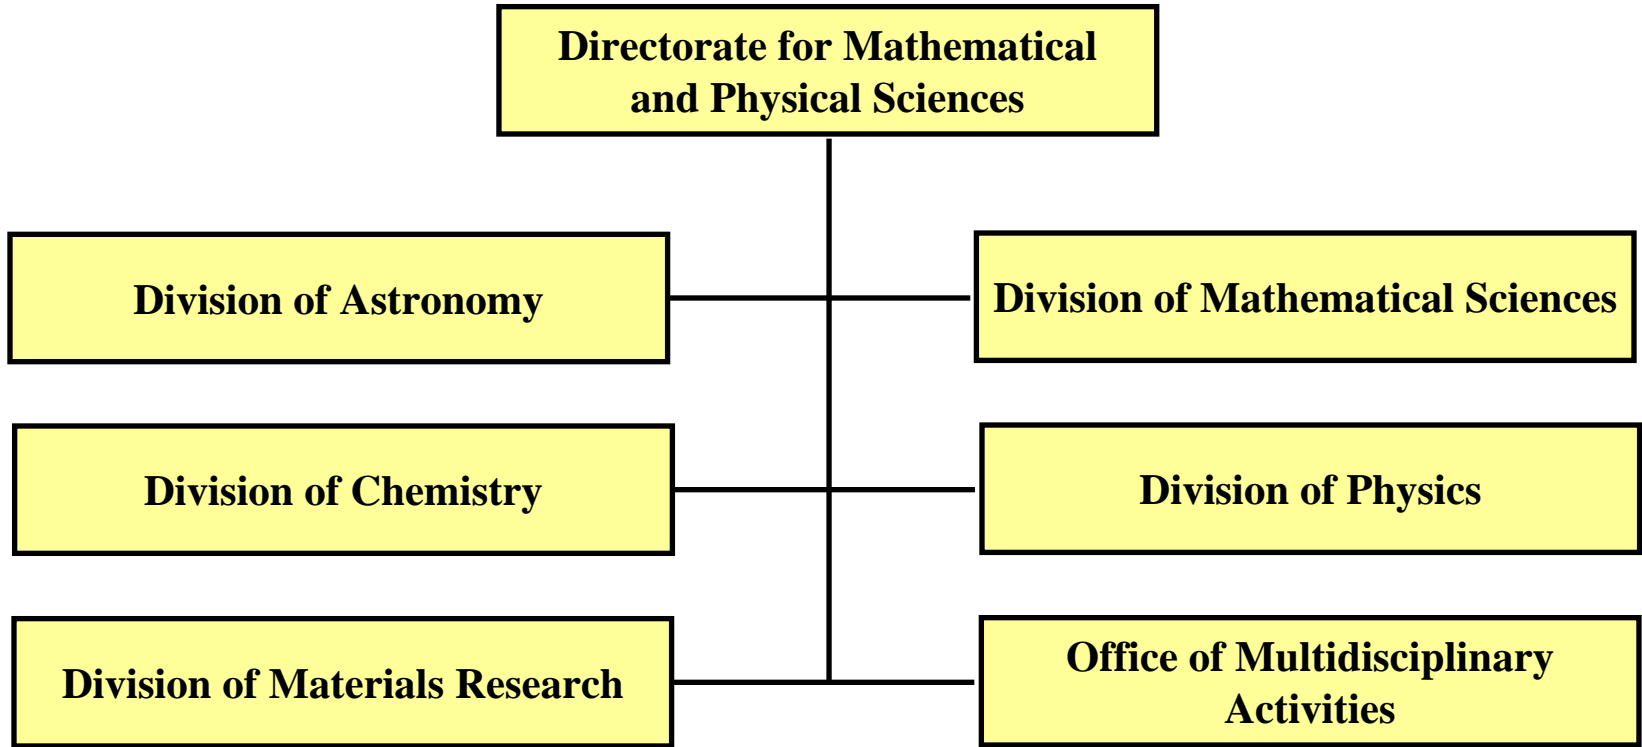 Directorate for Mathematical
and Physical Sciences
Division of Astronomy
Division of Mathematical Sciences
Division of Chemistry
Division of Physics
Division of Materials Research
Office of Multidisciplinary
Activities